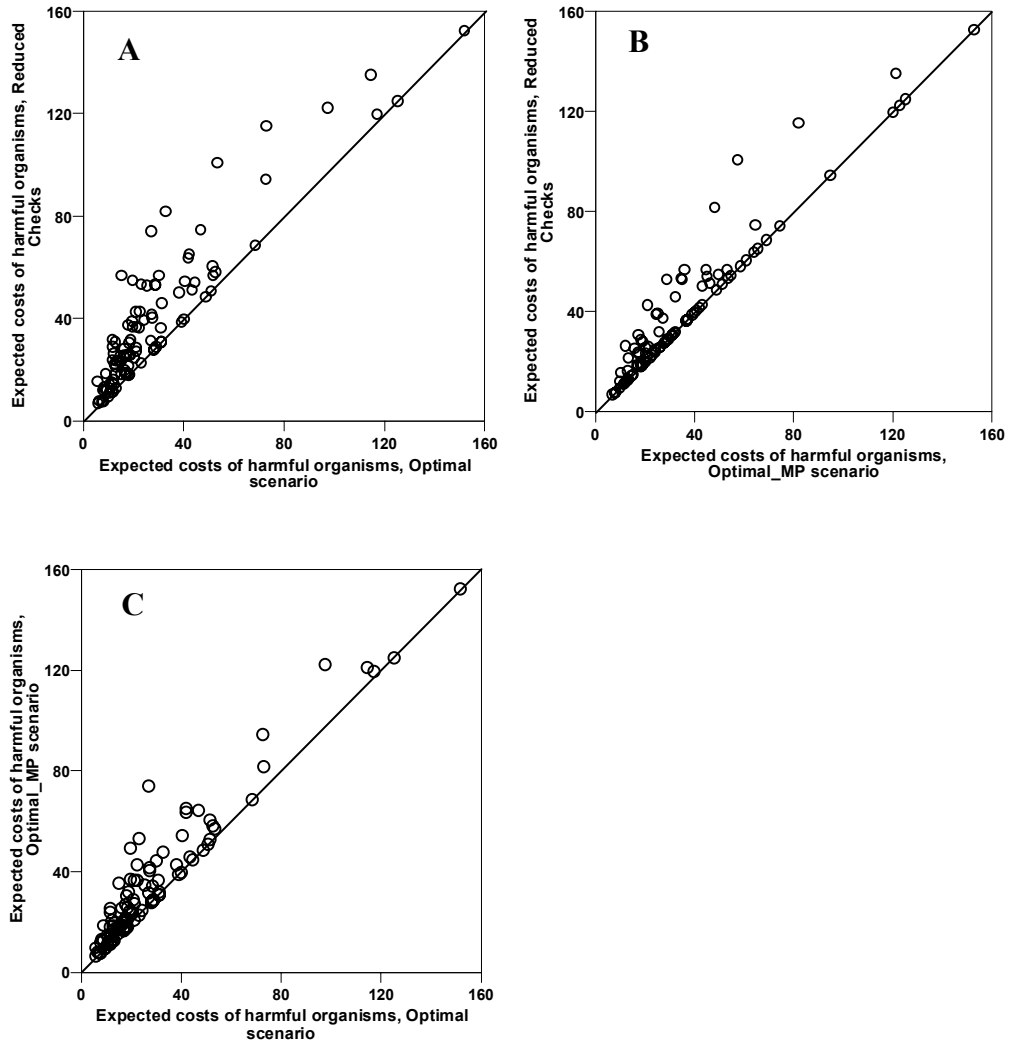 A
Expected costs of harmful organisms, Reduced
Checks
160
120
80
40
0
0
40
80
120
160
Expected costs of harmful organisms, Optimal
scenario
B
Expected costs of harmful organisms, Reduced
Checks
160
120
80
40
0
0
40
80
120
160
Expected costs of harmful organisms,
Optimal_MP scenario
C
Expected costs of harmful organisms,
Optimal_MP scenario
160
120
80
40
0
0
40
80
120
160
Expected costs of harmful organisms, Optimal
scenario